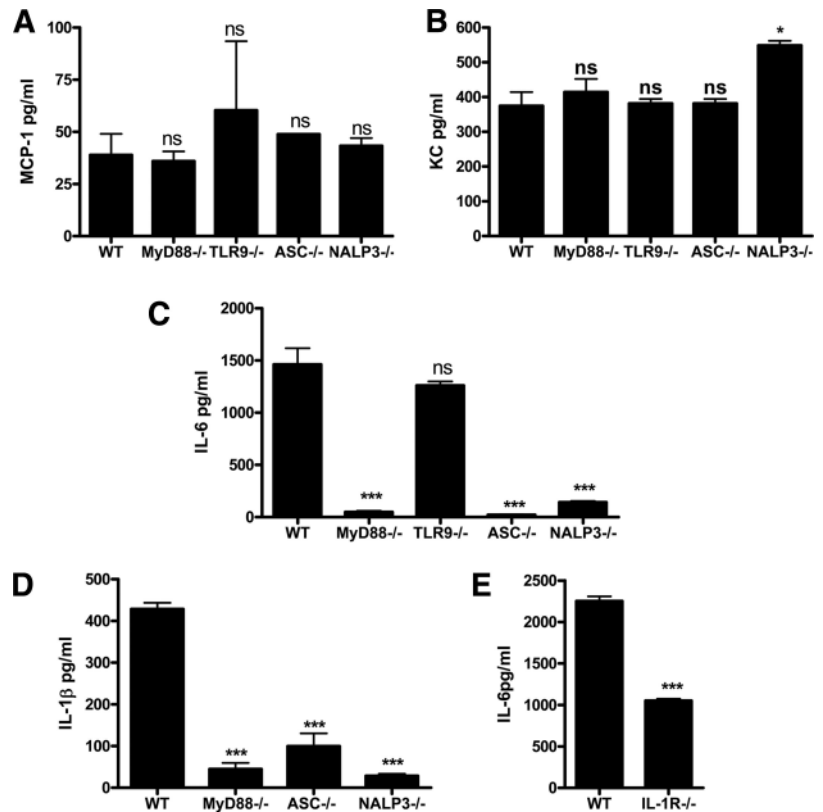 A
MCP-1 pg/ml
100
75
50
25
0
ns
ns
ns
ns
WT MyD88-/- TLR9-/- ASC-/- NALP3-/-
B
KC pg/ml
600
500
400
300
200
100
0
ns
ns
ns
*
WT MyD88-/- TLR9-/- ASC-/- NALP3-/-
C
IL-6 pg/ml
2000
1500
1000
500
0
***
ns
***
***
WT MyD88-/- TLR9-/- ASC-/- NALP3-/-
D
IL-1β pg/ml
500
400
300
200
100
0
***
***
***
WT MyD88-/- ASC-/- NALP3-/-
E
IL-6pg/ml
2500
2000
1500
1000
500
0
***
WT IL-1R-/-